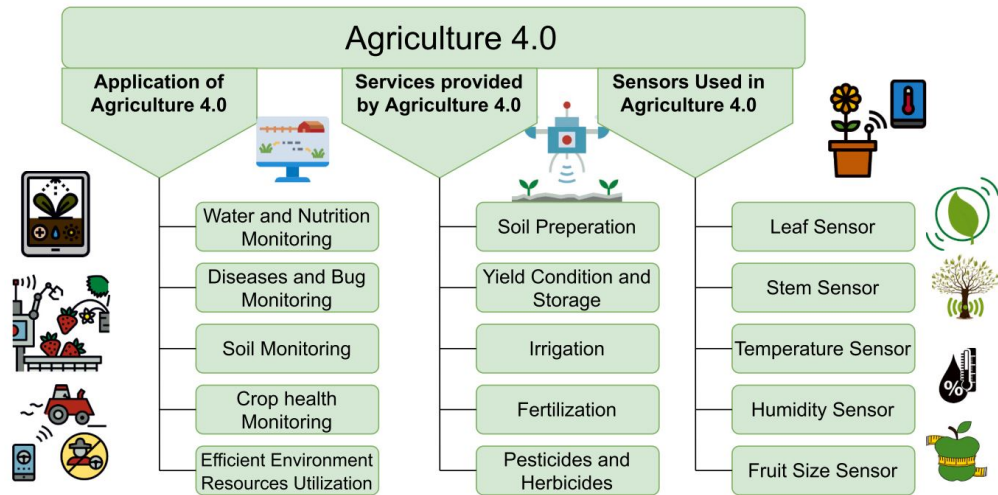 Agriculture 4.0
Application of
Agriculture 4.0
Services provided
by Agriculture 4.0
Sensors Used in
Agriculture 4.0
Water and Nutrition
Monitoring
Diseases and Bug
Monitoring
Soil Monitoring
Crop health
Monitoring
Efficient Environment
Resources Utilization
Soil Preperation
Yield Condition and
Storage
Irrigation
Fertilization
Pesticides and
Herbicides
Leaf Sensor
Stem Sensor
Temperature Sensor
Humidity Sensor
Fruit Size Sensor
%